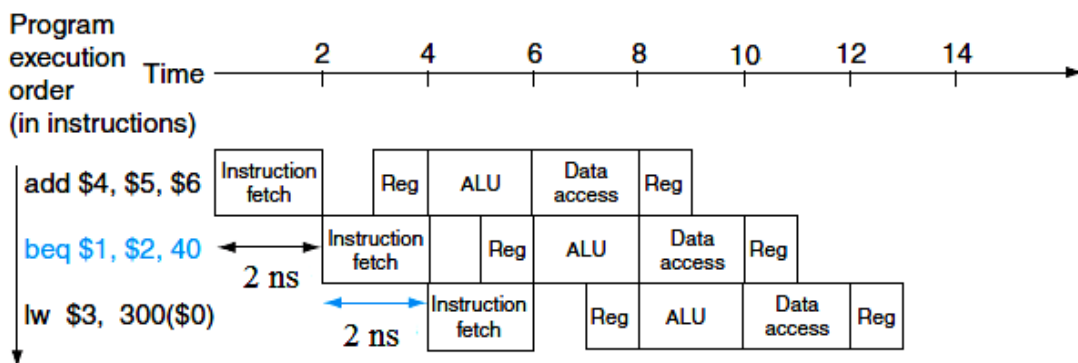 Program
execution
order
(in instructions)
Time
2 4 6 8 10 12 14
add $4, $5, $6
Instruction
fetch
Reg
ALU
Data
access
Reg
beq $1, $2, 40
2 ns
Instruction
fetch
Reg
ALU
Data
access
Reg
lw $3, 300($0)
2 ns
Instruction
fetch
Reg
ALU
Data
access
Reg